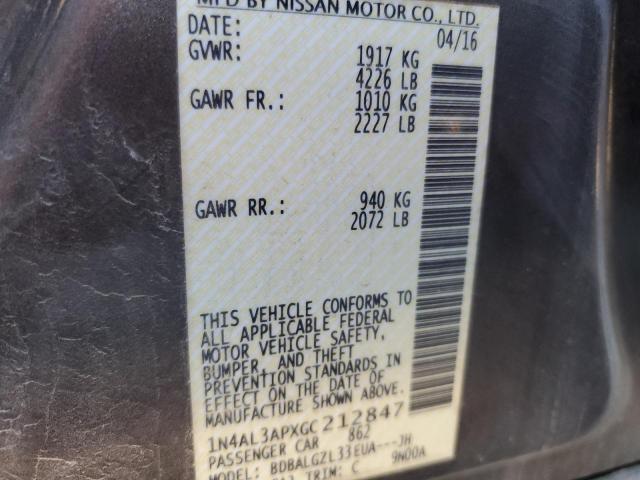 MFD BY NISSAN MOTOR CO., LTD.
DATE: 04/16
GVWR: 1917 KG
4226 LB
GAWR FR.: 1010 KG
2227 LB
GAWR RR.: 940 KG
2072 LB
THIS VEHICLE CONFORMS TO
ALL APPLICABLE FEDERAL
MOTOR VEHICLE SAFETY,
BUMPER, AND THEFT
PREVENTION STANDARDS IN
EFFECT ON THE DATE OF
MANUFACTURE SHOWN ABOVE.
1N4AL3APXGC212847
PASSENGER CAR 862
MODEL: BDBALGZL33EUA---JH
TRIM: C 9N00A